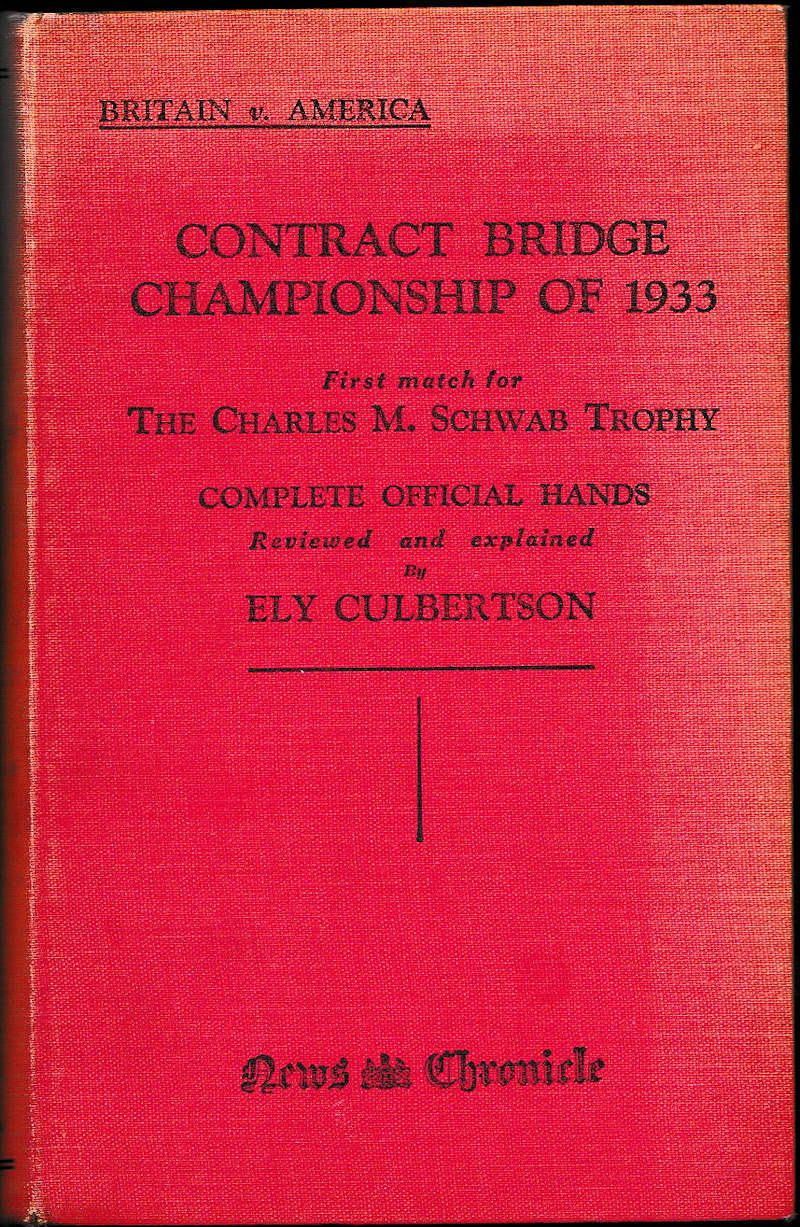 BRITAIN v. AMERICA
CONTRACT BRIDGE
CHAMPIONSHIP OF 1933
First match for
THE CHARLES M. SCHWAB TROPHY
COMPLETE OFFICIAL HANDS
Reviewed and explained
By
ELY CULBERTSON
News Chronicle